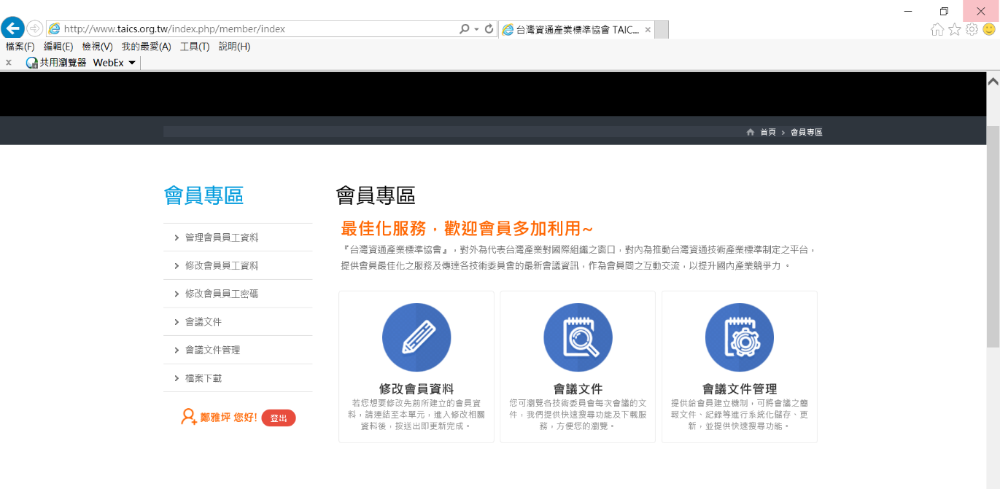 http://www.taics.org.tw/index.php/member/index
台灣資通產業標準協會 TAIC...
檔案(F) 編輯(E) 檢視(V) 我的最愛(A) 工具(T) 說明(H)
x 共用瀏覽器 WebEx
首頁 > 會員專區
會員專區
管理會員員工資料
修改會員員工資料
修改會員員工密碼
會議文件
會議文件管理
檔案下載
鄭雅坪 您好! 登出
會員專區
最佳化服務，歡迎會員多加利用~
『台灣資通產業標準協會』，對外為代表台灣產業對國際組織之窗口，對內為推動台灣資通技術產業標準制定之平台，
提供會員最佳化之服務及傳達各技術委員會的最新會議資訊，作為會員間之互動交流，以提升國內產業競爭力 。
修改會員資料
若您想要修改先前所建立的會員資
料，請連結至本單元，進入修改相關
資料後，按送出即更新完成。
會議文件
您可瀏覽各技術委員會每次會議的文
件，我們提供快速搜尋功能及下載服
務，方便您的瀏覽。
會議文件管理
提供給會員建立機制，可將會議之簡
報文件、紀錄等進行系統化儲存、更
新，並提供快速搜尋功能。